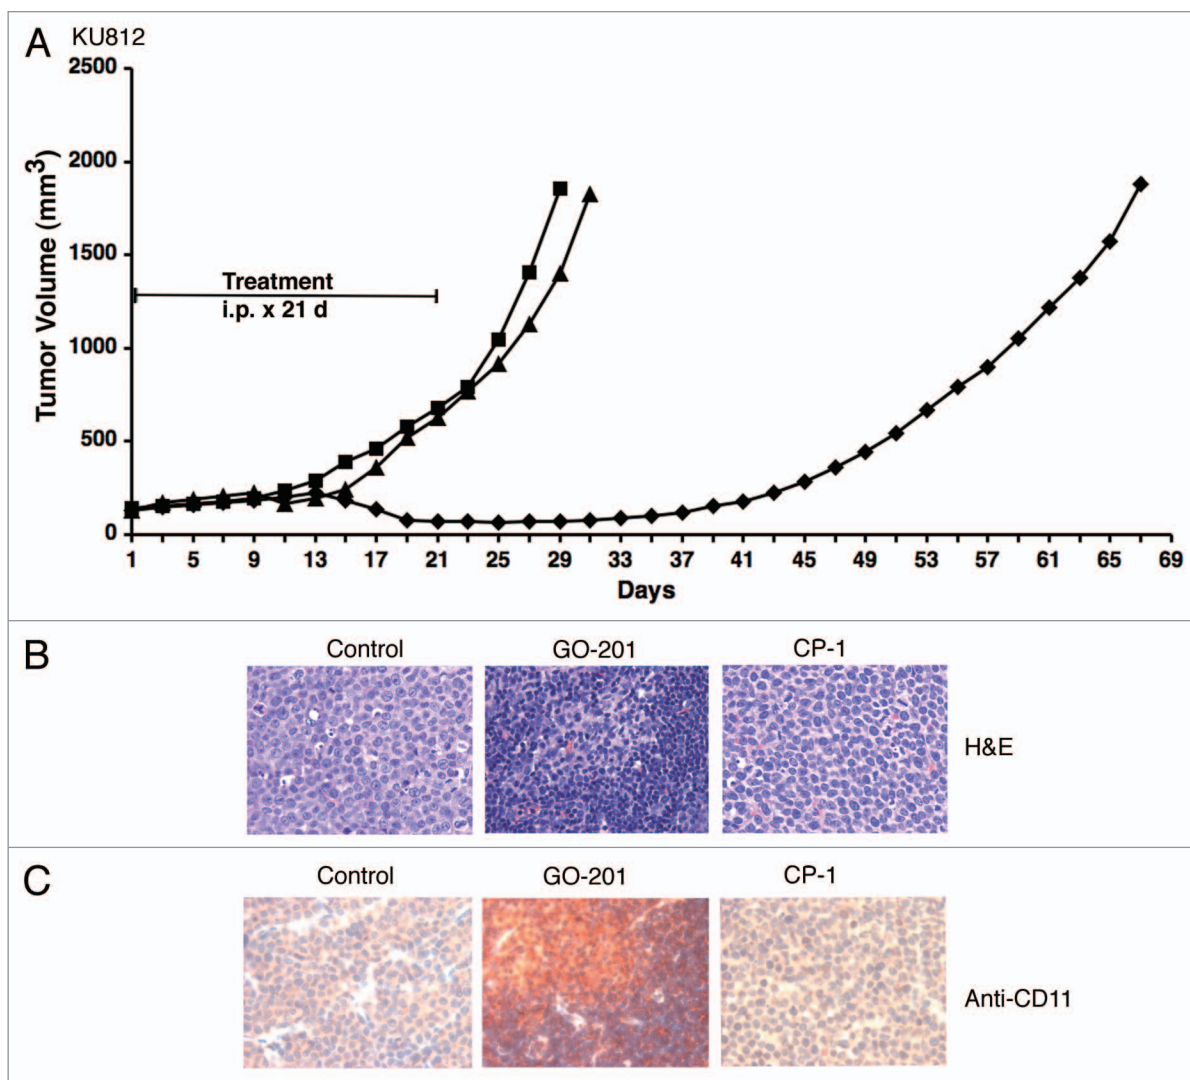 A KU812
2500
2000
1500
1000
500
0
Tumor Volume (mm3)
Treatment
i.p. x 21 d
1 5 9 13 17 21 25 29 33 37 41 45 49 53 57 61 65 69
Days
B
Control GO-201 CP-1
H&E
C
Control GO-201 CP-1
Anti-CD11